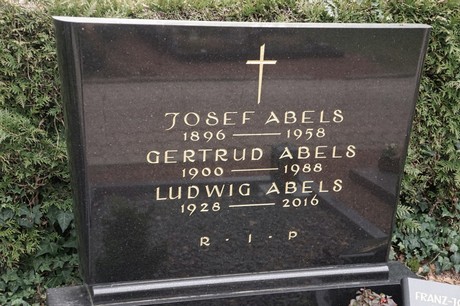 JOSEF ABELS
1896 — 1958
GERTRUD ABELS
1900 — 1988
LUDWIG ABELS
1928 — 2016
R · I · P